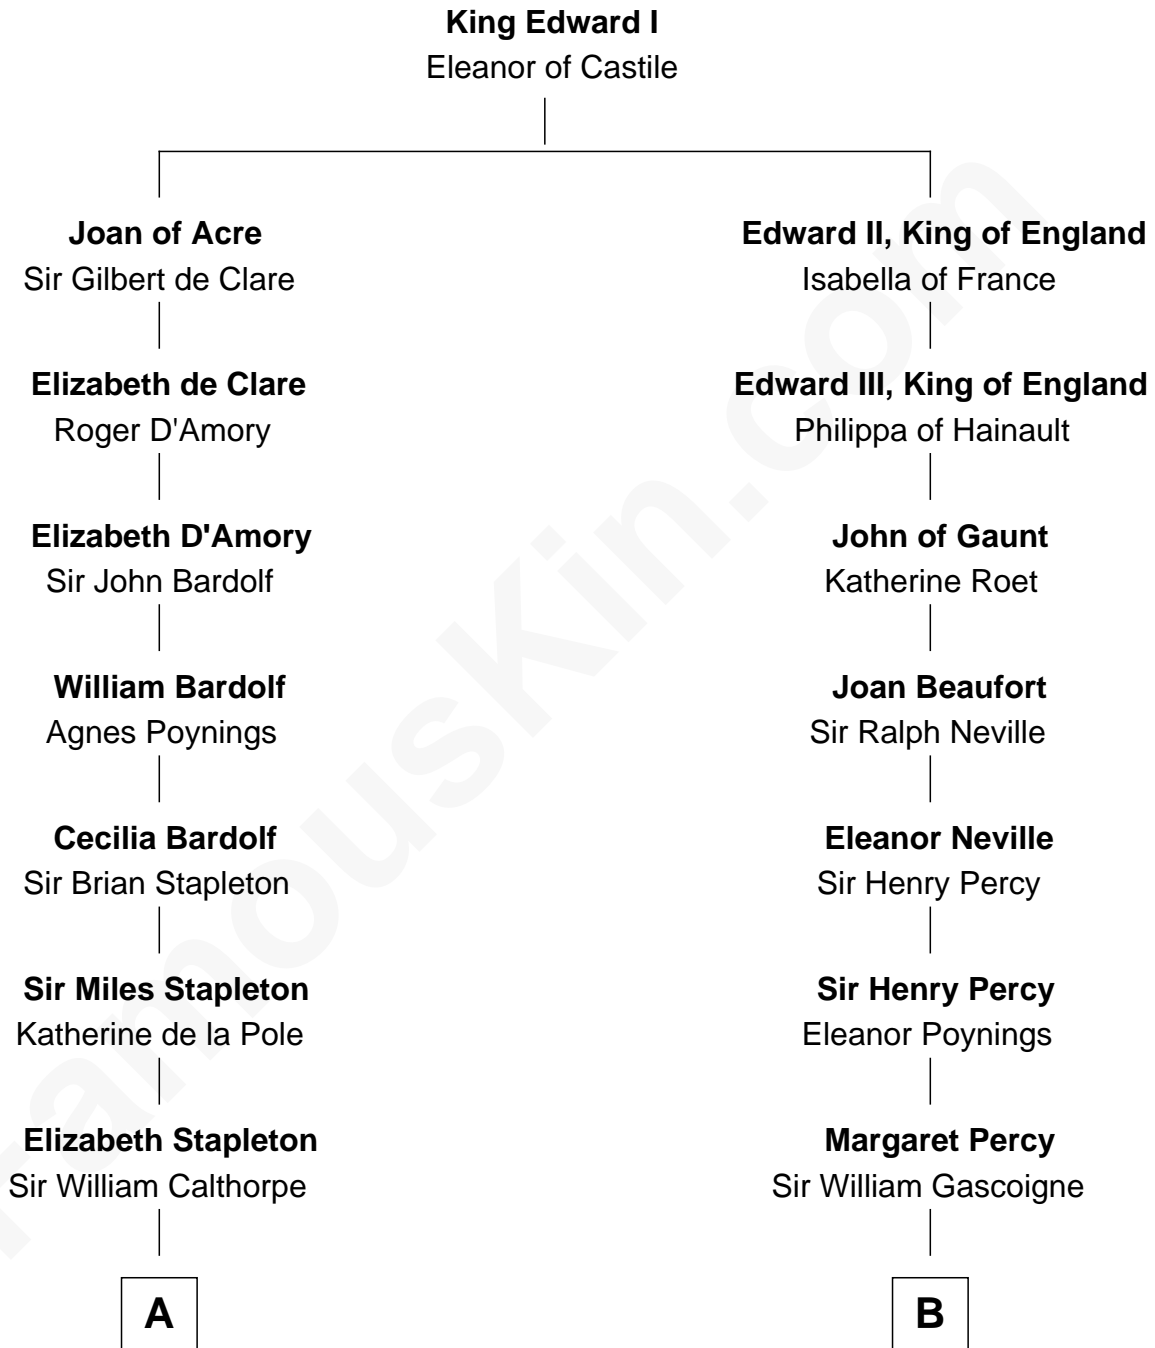 King Edward I
Eleanor of Castile
Joan of Acre
Sir Gilbert de Clare
Edward II, King of England
Isabella of France
Elizabeth de Clare
Roger D'Amory
Edward III, King of England
Philippa of Hainault
Elizabeth D'Amory
Sir John Bardolf
John of Gaunt
Katherine Roet
William Bardolf
Agnes Poynings
Joan Beaufort
Sir Ralph Neville
Cecilia Bardolf
Sir Brian Stapleton
Eleanor Neville
Sir Henry Percy
Sir Miles Stapleton
Katherine de la Pole
Sir Henry Percy
Eleanor Poynings
Elizabeth Stapleton
Sir William Calthorpe
Margaret Percy
Sir William Gascoigne
A
B
FamousKin.com